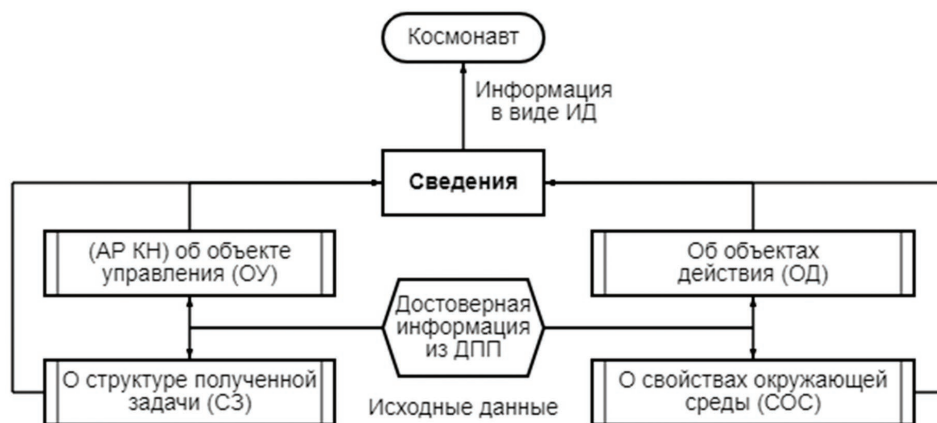 Космонавт
Информация
в виде ИД
Сведения
(АР КН) об объекте
управления (ОУ)
Об объектах
действия (ОД)
Достоверная
информация
из ДПП
О структуре полученной
задачи (СЗ)
О свойствах окружающей
среды (СОС)
Исходные данные